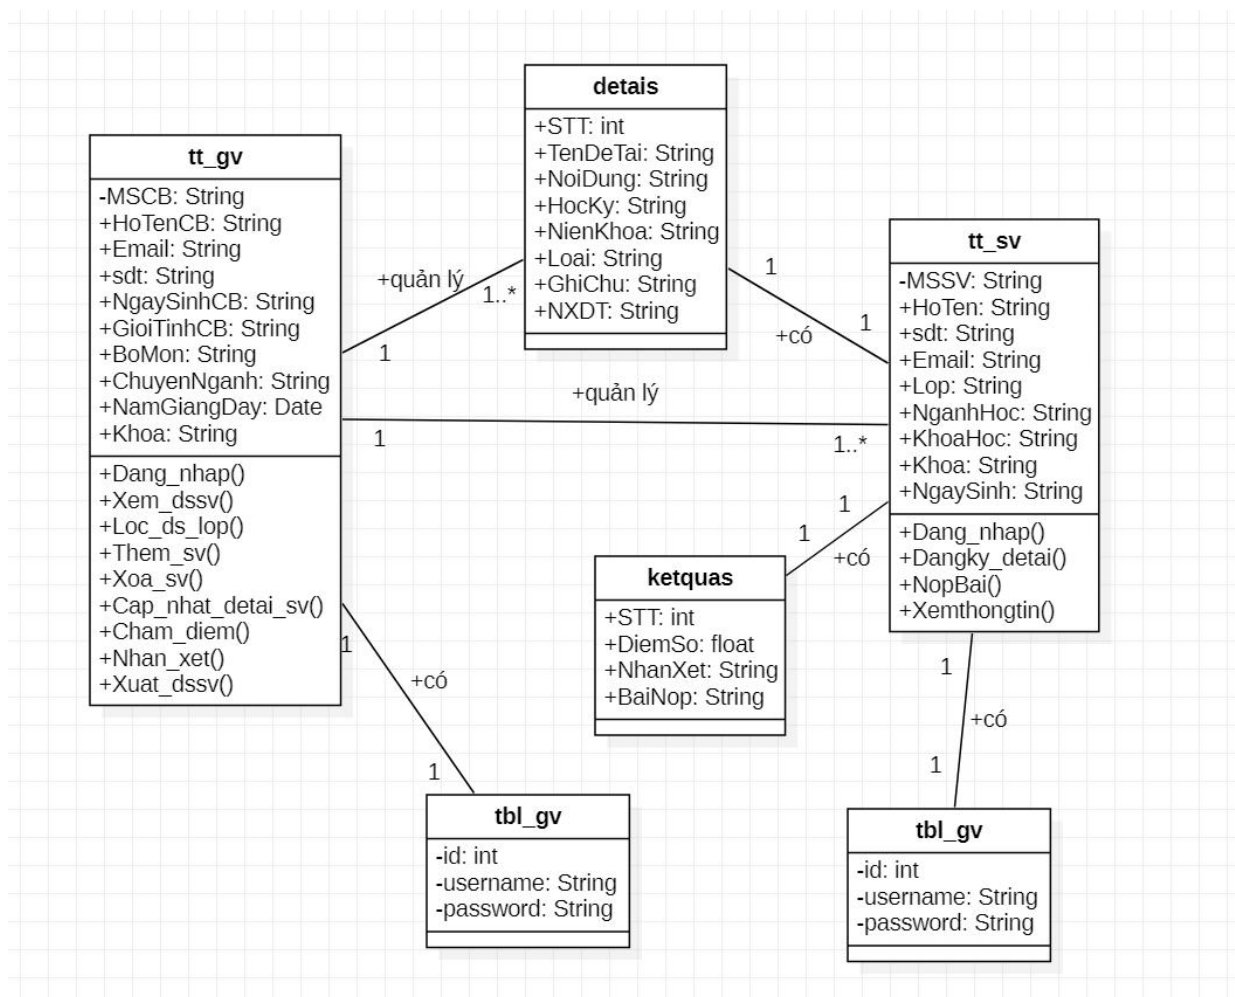 detais
+STT: int
+TenDeTai: String
+NoiDung: String
+HocKy: String
+NienKhoa: String
+Loai: String
+GhiChu: String
+NXDT: String
tt_gv
-MSCB: String
+HoTenCB: String
+Email: String
+sdt: String
+NgaySinhCB: String
+GioiTinhCB: String
+BoMon: String
+ChuyenNganh: String
+NamGiangDay: Date
+Khoa: String
+Dang_nhap()
+Xem_dssv()
+Loc_ds_lop()
+Them_sv()
+Xoa_sv()
+Cap_nhat_detai_sv()
+Cham_diem()
+Nhan_xet()
+Xuat_dssv()
+quản lý
1..*
1
1
+có
1
+quản lý
1
1..*
tt_sv
-MSSV: String
+HoTen: String
+sdt: String
+Email: String
+Lop: String
+NganhHoc: String
+KhoaHoc: String
+Khoa: String
+NgaySinh: String
+Dang_nhap()
+Dangky_detai()
+NopBai()
+Xemthongtin()
1
1
+có
ketquas
+STT: int
+DiemSo: float
+NhanXet: String
+BaiNop: String
1
+có
1
tbl_gv
-id: int
-username: String
-password: String
1
+có
1
tbl_gv
-id: int
-username: String
-password: String